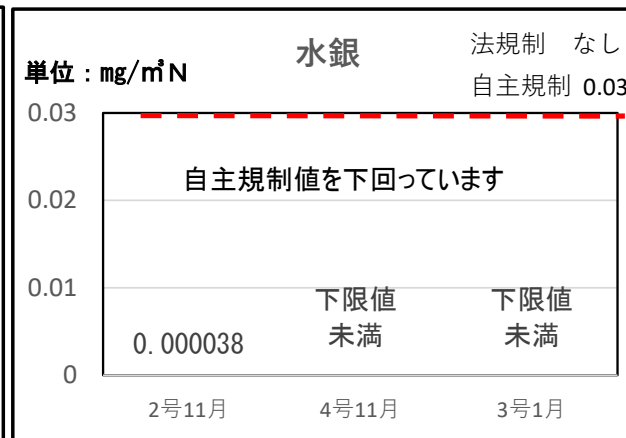 水銀
法規制　なし
単位：㎎/㎥N
自主規制 0.03
0.03
自主規制値を下回っています
0.02
0.01
下限値
未満
下限値
未満
0.000038
0
2号11月
4号11月
3号1月